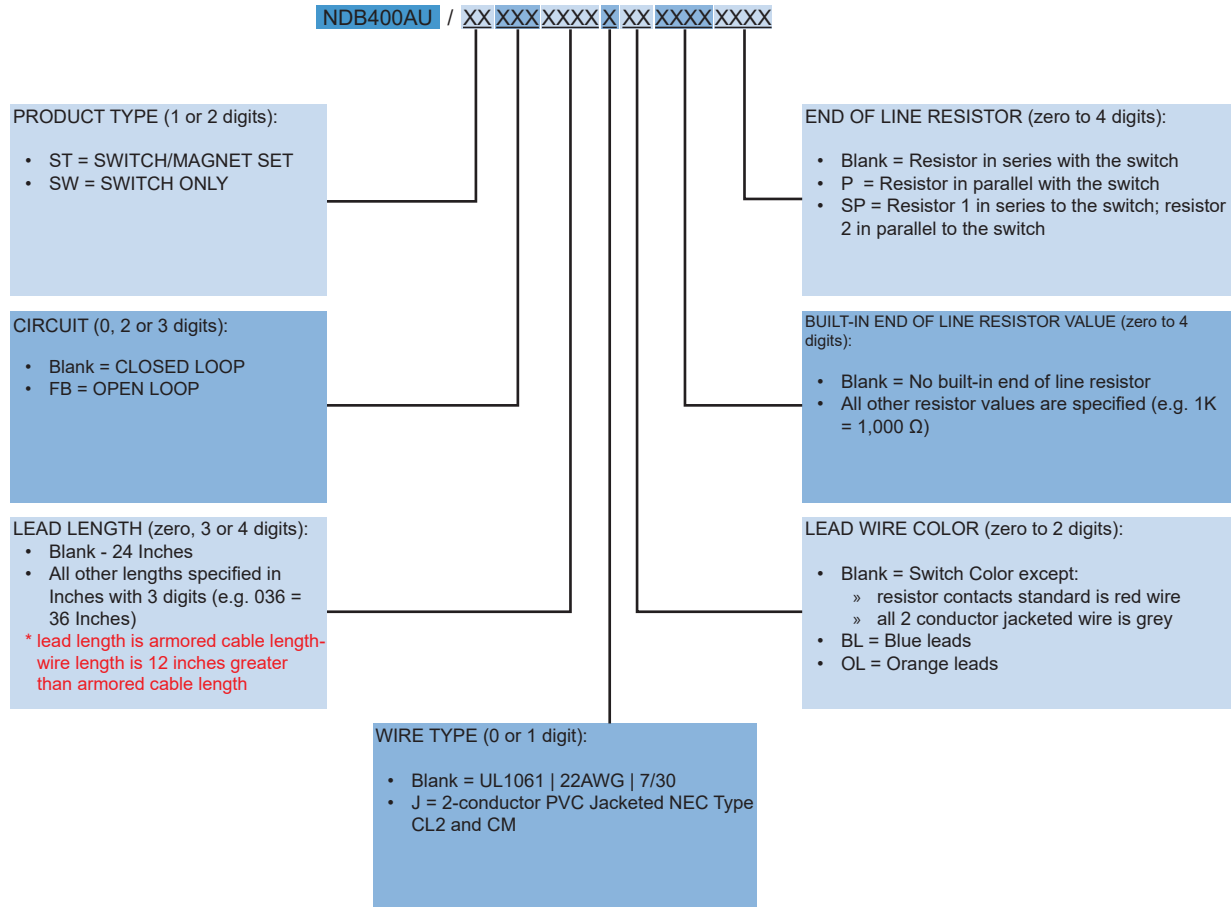 NDB400AU / XX XXX XXXX X XX XXXX XXXX
PRODUCT TYPE (1 or 2 digits):
• ST = SWITCH/MAGNET SET
• SW = SWITCH ONLY
CIRCUIT (0, 2 or 3 digits):
• Blank = CLOSED LOOP
• FB = OPEN LOOP
LEAD LENGTH (zero, 3 or 4 digits):
• Blank - 24 Inches
• All other lengths specified in
Inches with 3 digits (e.g. 036 =
36 Inches)
* lead length is armored cable length-
wire length is 12 inches greater
than armored cable length
WIRE TYPE (0 or 1 digit):
• Blank = UL1061 | 22AWG | 7/30
• J = 2-conductor PVC Jacketed NEC Type
CL2 and CM
END OF LINE RESISTOR (zero to 4 digits):
• Blank = Resistor in series with the switch
• P = Resistor in parallel with the switch
• SP = Resistor 1 in series to the switch; resistor
2 in parallel to the switch
BUILT-IN END OF LINE RESISTOR VALUE (zero to 4
digits):
• Blank = No built-in end of line resistor
• All other resistor values are specified (e.g. 1K
= 1,000 Ω)
LEAD WIRE COLOR (zero to 2 digits):
• Blank = Switch Color except:
» resistor contacts standard is red wire
» all 2 conductor jacketed wire is grey
• BL = Blue leads
• OL = Orange leads